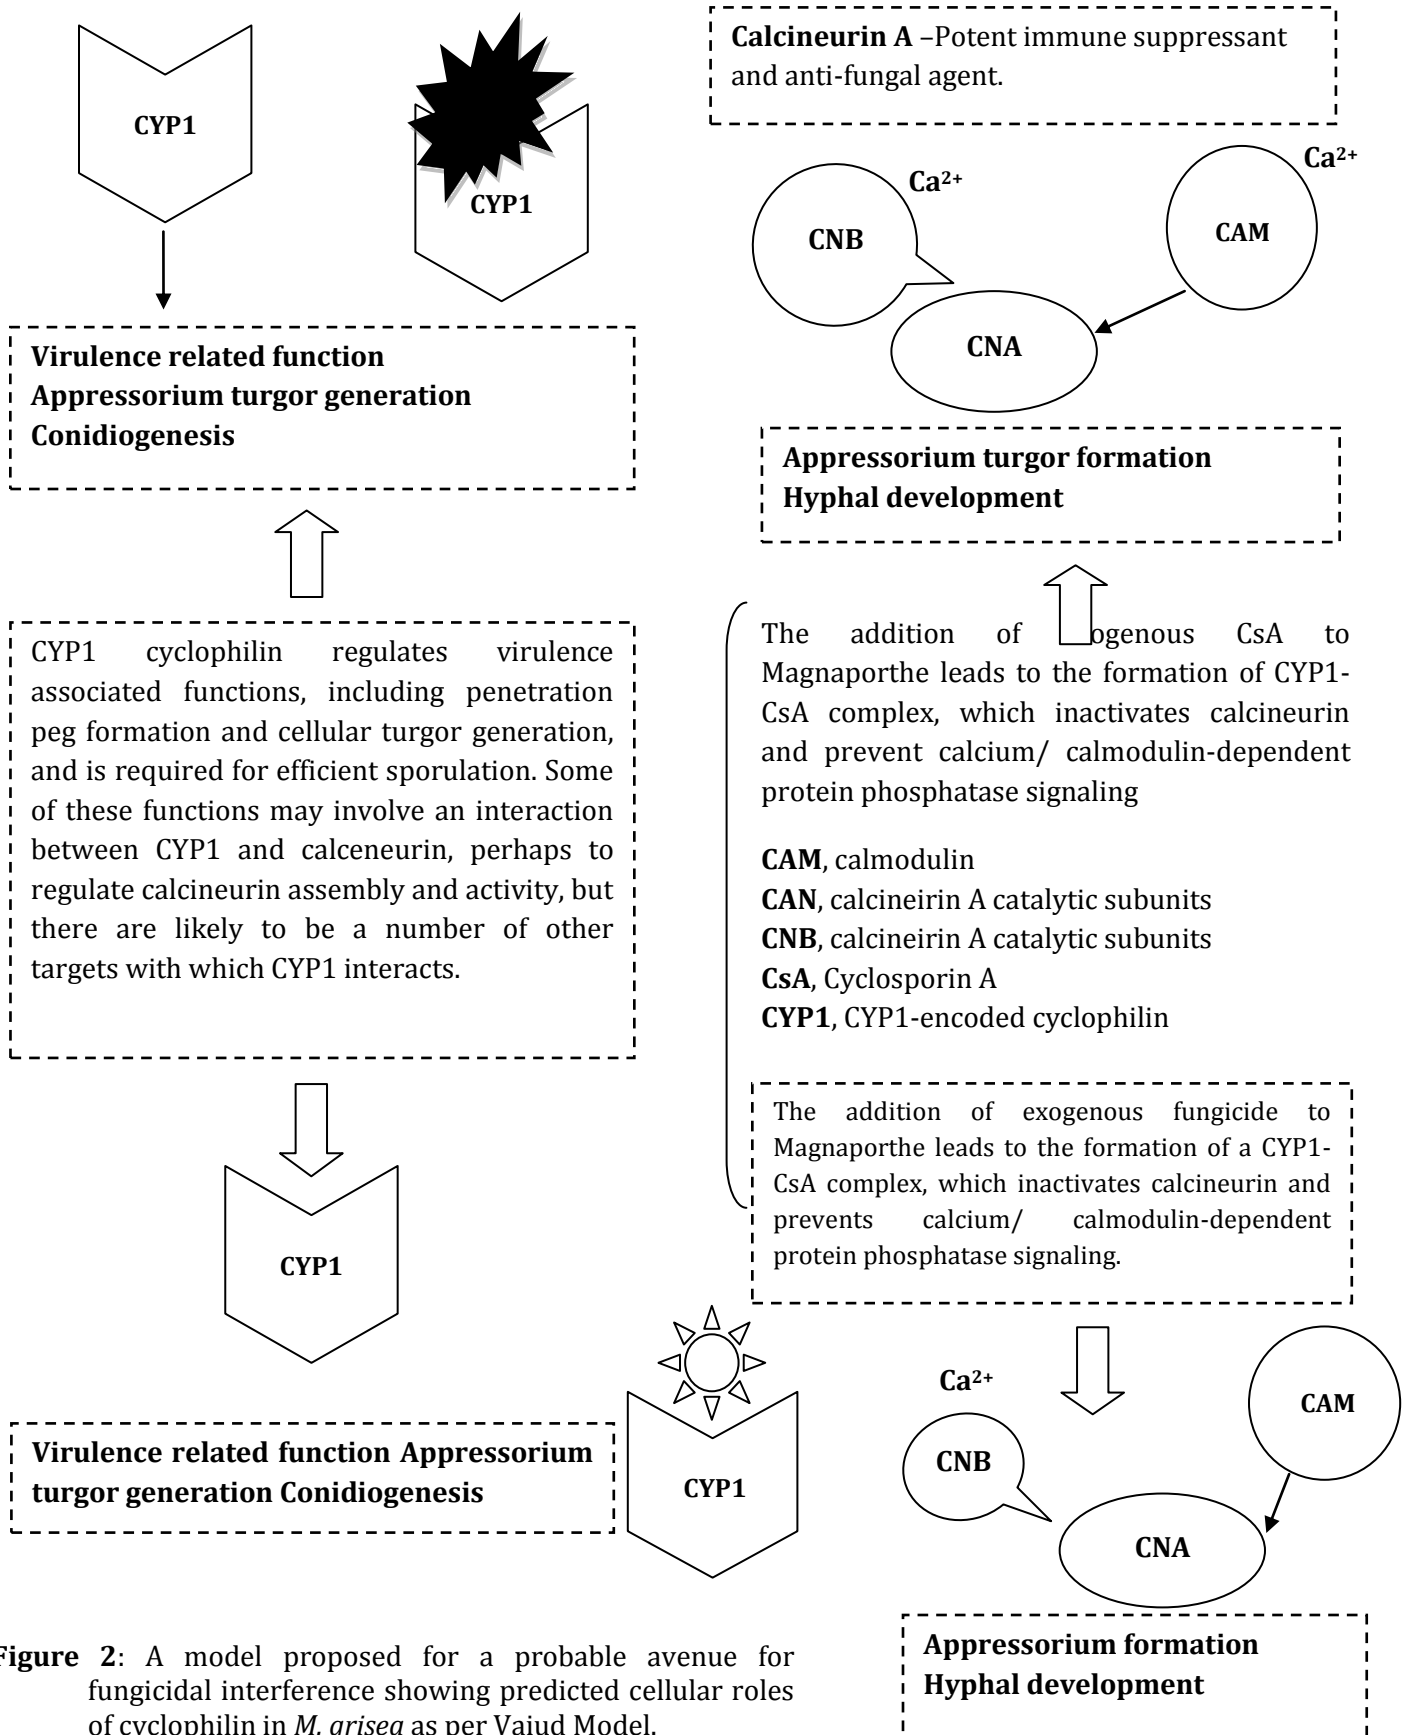 CYP1
CYP1
Virulence related function
Appressorium turgor generation
Conidiogenesis
CYP1 cyclophilin regulates virulence
associated functions, including penetration
peg formation and cellular turgor generation,
and is required for efficient sporulation. Some
of these functions may involve an interaction
between CYP1 and calceneurin, perhaps to
regulate calcineurin assembly and activity, but
there are likely to be a number of other
targets with which CYP1 interacts.
CYP1
Virulence related function Appressorium
turgor generation Conidiogenesis
CYP1
Calcineurin A –Potent immune suppressant
and anti-fungal agent.
Ca2+
Ca2+
CNB
CAM
CNA
Appressorium turgor formation
Hyphal development
The addition of ogenous CsA to
Magnaporthe leads to the formation of CYP1-
CsA complex, which inactivates calcineurin
and prevent calcium/ calmodulin-dependent
protein phosphatase signaling
CAM, calmodulin
CAN, calcineirin A catalytic subunits
CNB, calcineirin A catalytic subunits
CsA, Cyclosporin A
CYP1, CYP1-encoded cyclophilin
The addition of exogenous fungicide to
Magnaporthe leads to the formation of a CYP1-
CsA complex, which inactivates calcineurin and
prevents calcium/ calmodulin-dependent
protein phosphatase signaling.
Ca2+
CAM
CNB
CNA
Appressorium formation
Hyphal development
Figure 2: A model proposed for a probable avenue for
fungicidal interference showing predicted cellular roles
of cyclophilin in M. grisea as per Vajud Model.